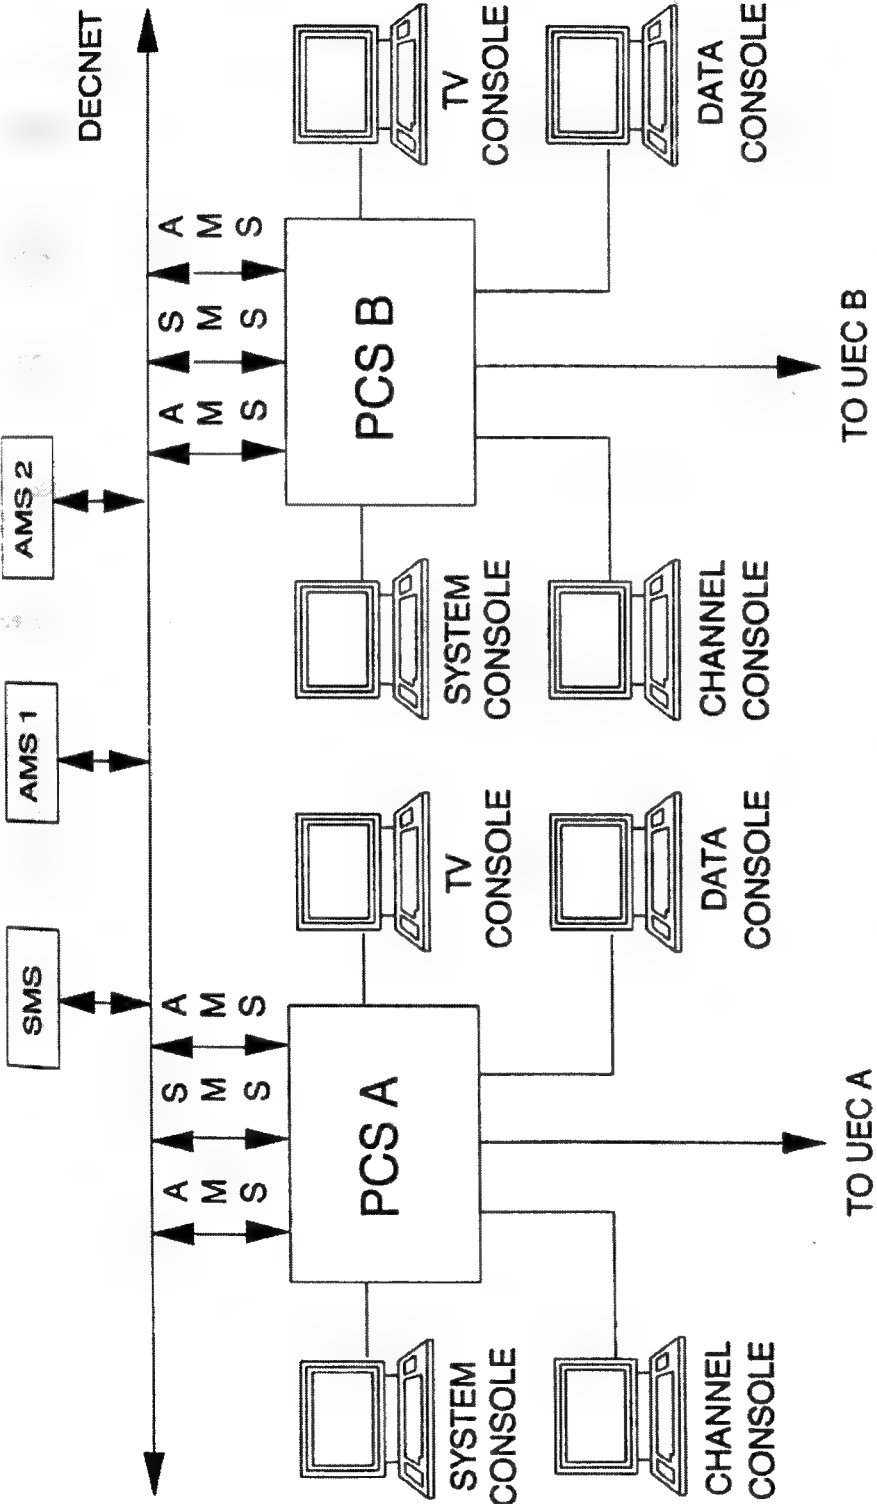 SMS
AMS 1
AMS 2
DECNET
A
M
S
S
M
S
A
M
S
A
M
S
S
M
S
A
M
S
PCS A
PCS B
SYSTEM
CONSOLE
TV
CONSOLE
SYSTEM
CONSOLE
TV
CONSOLE
CHANNEL
CONSOLE
DATA
CONSOLE
CHANNEL
CONSOLE
DATA
CONSOLE
TO UEC A
TO UEC B